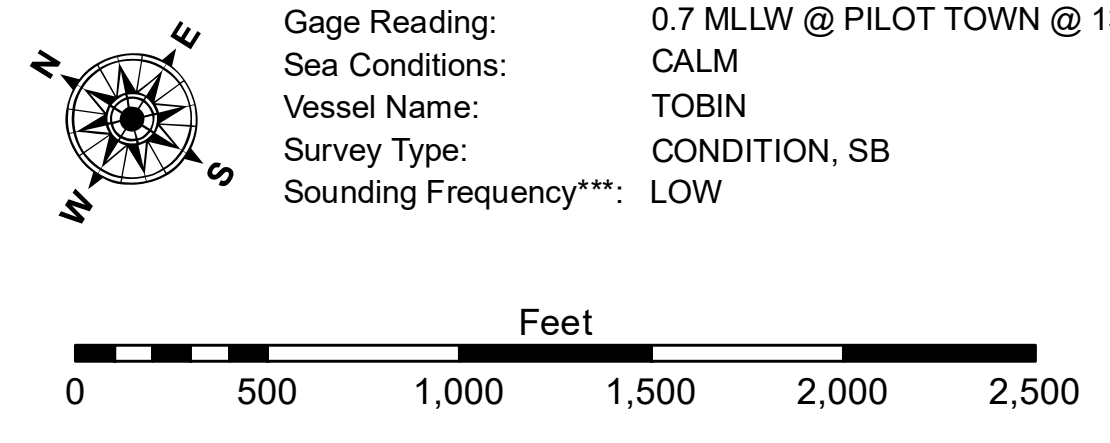 N
E
S
W
Gage Reading: 0.7 MLLW @ PILOT TOWN @
Sea Conditions: CALM
Vessel Name: TOBIN
Survey Type: CONDITION, SB
Sounding Frequency***: LOW
Feet
0 500 1,000 1,500 2,000 2,500